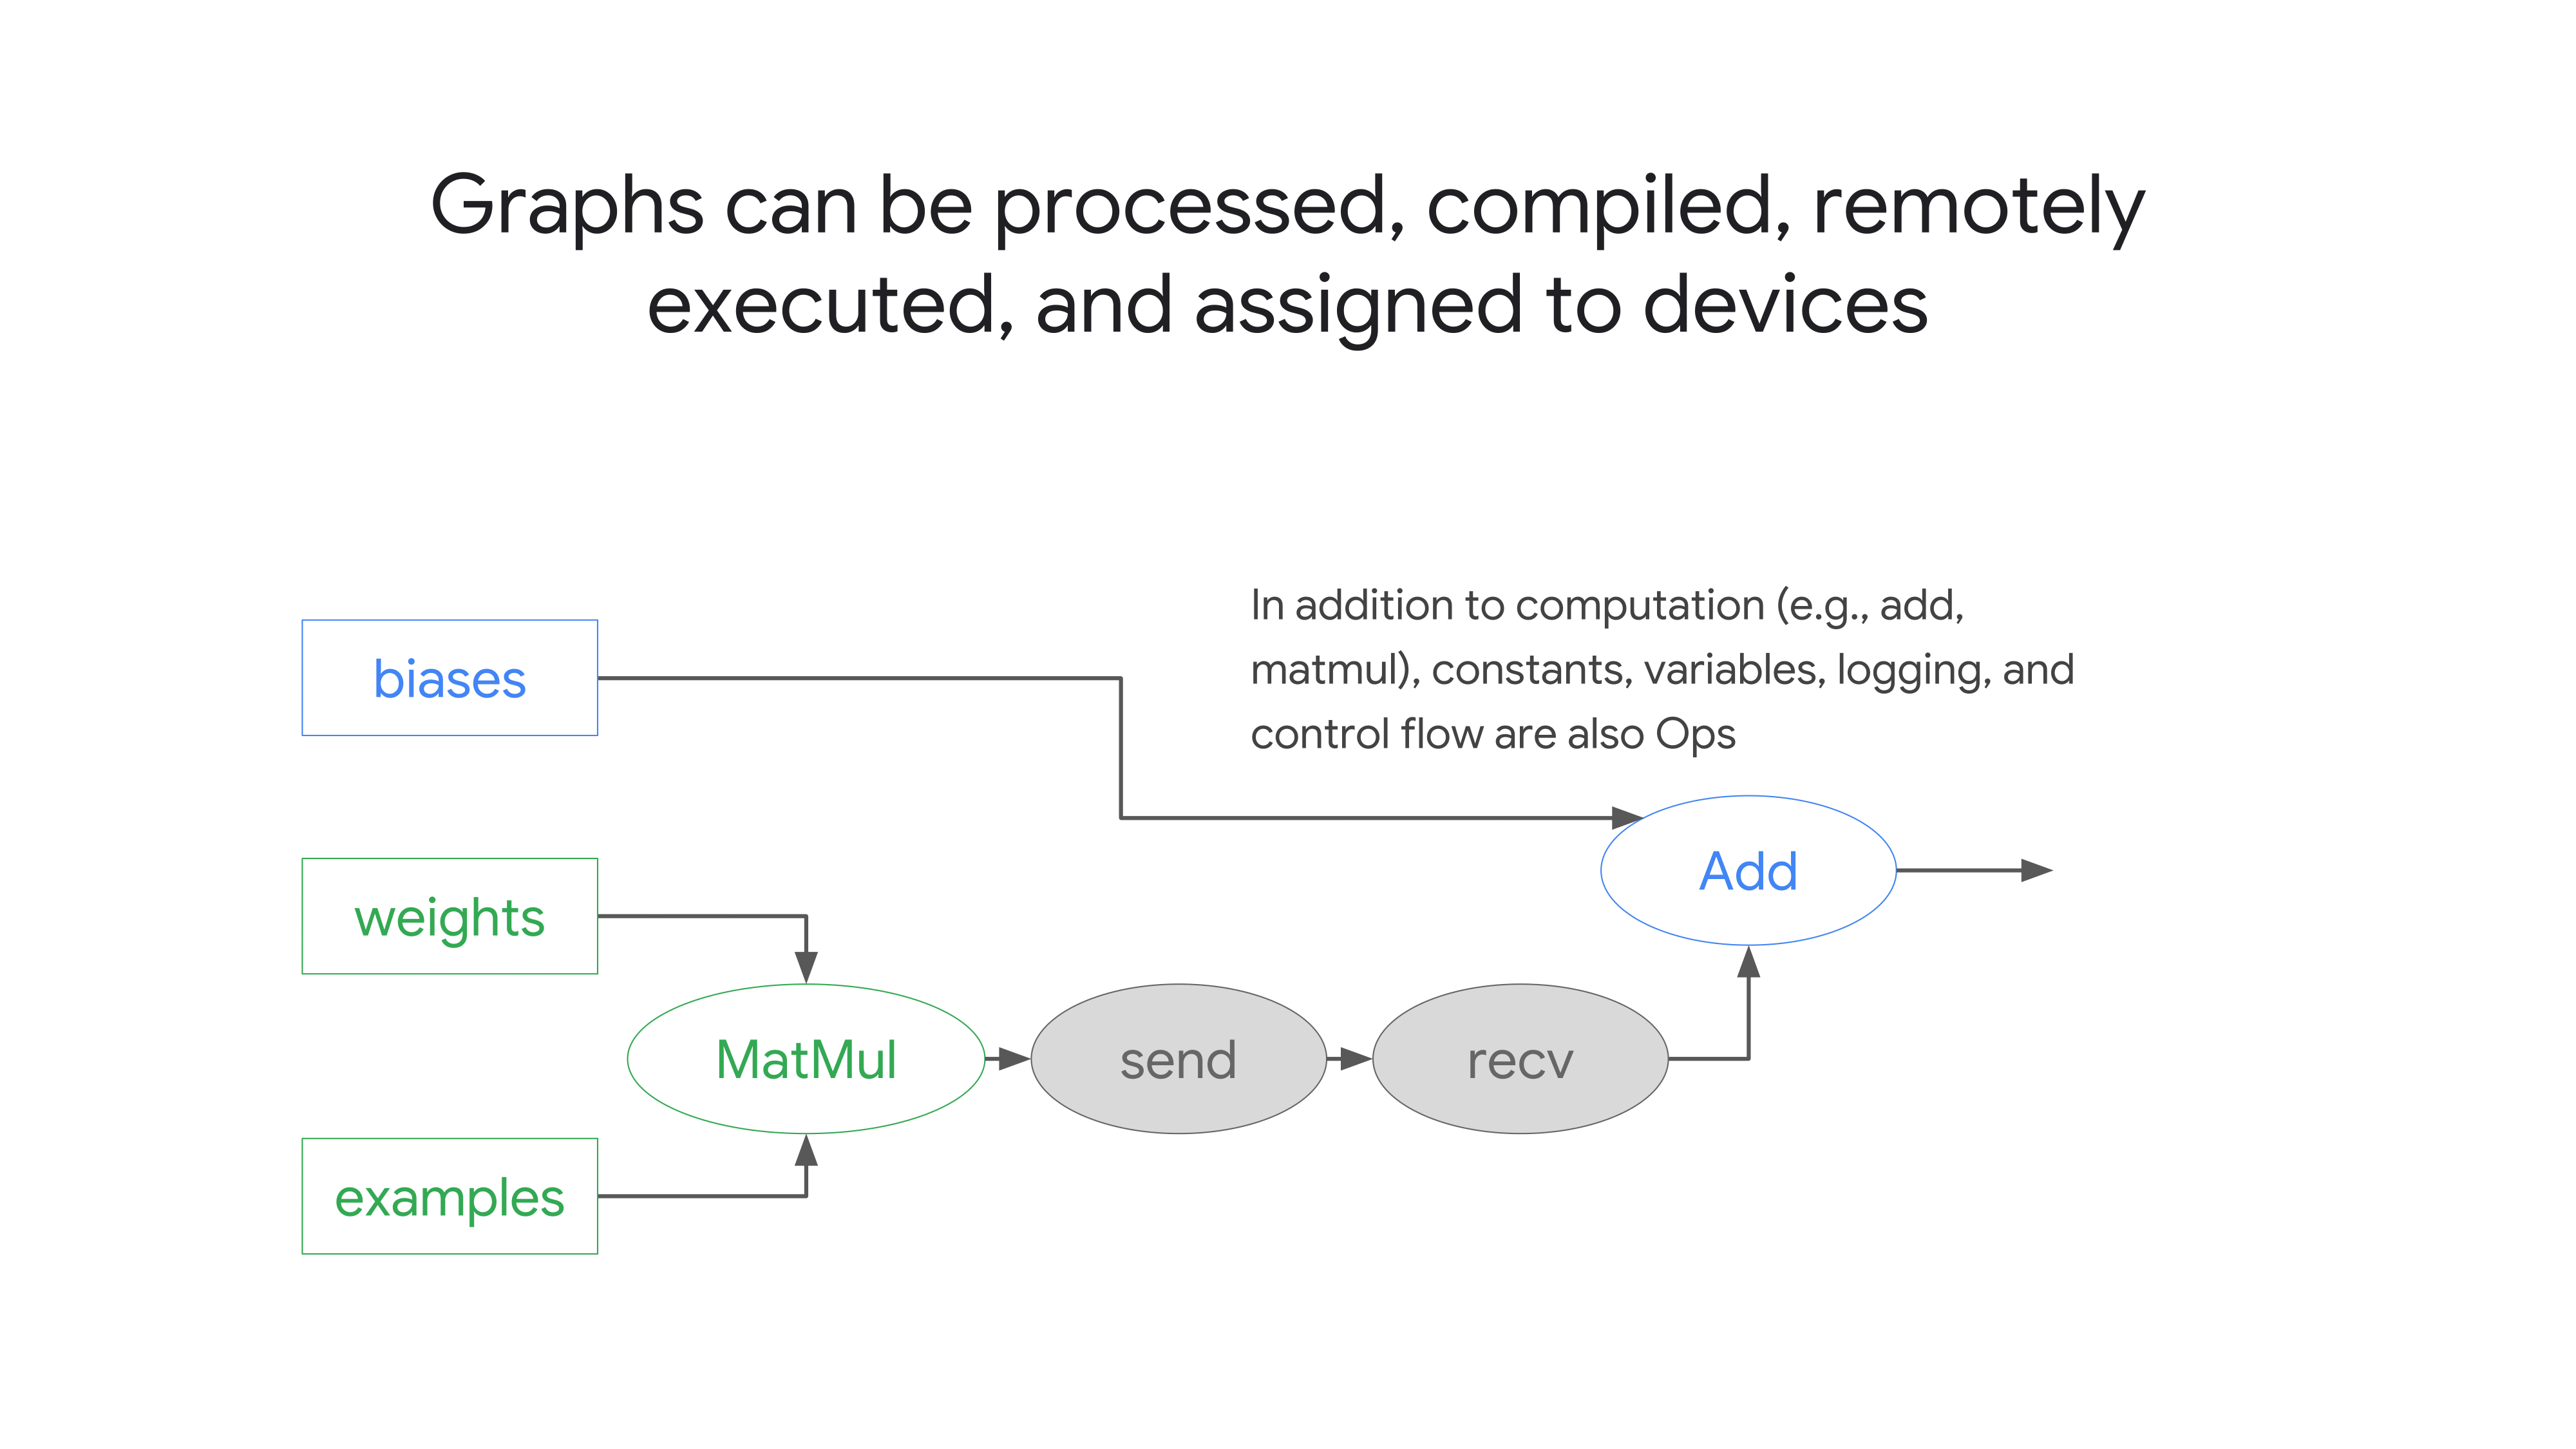 Graphs can be processed, compiled, remotely
executed, and assigned to devices
In addition to computation (e.g., add,
matmul), constants, variables, logging, and
control flow are also Ops
biases
weights
Add
MatMul
send
recv
examples